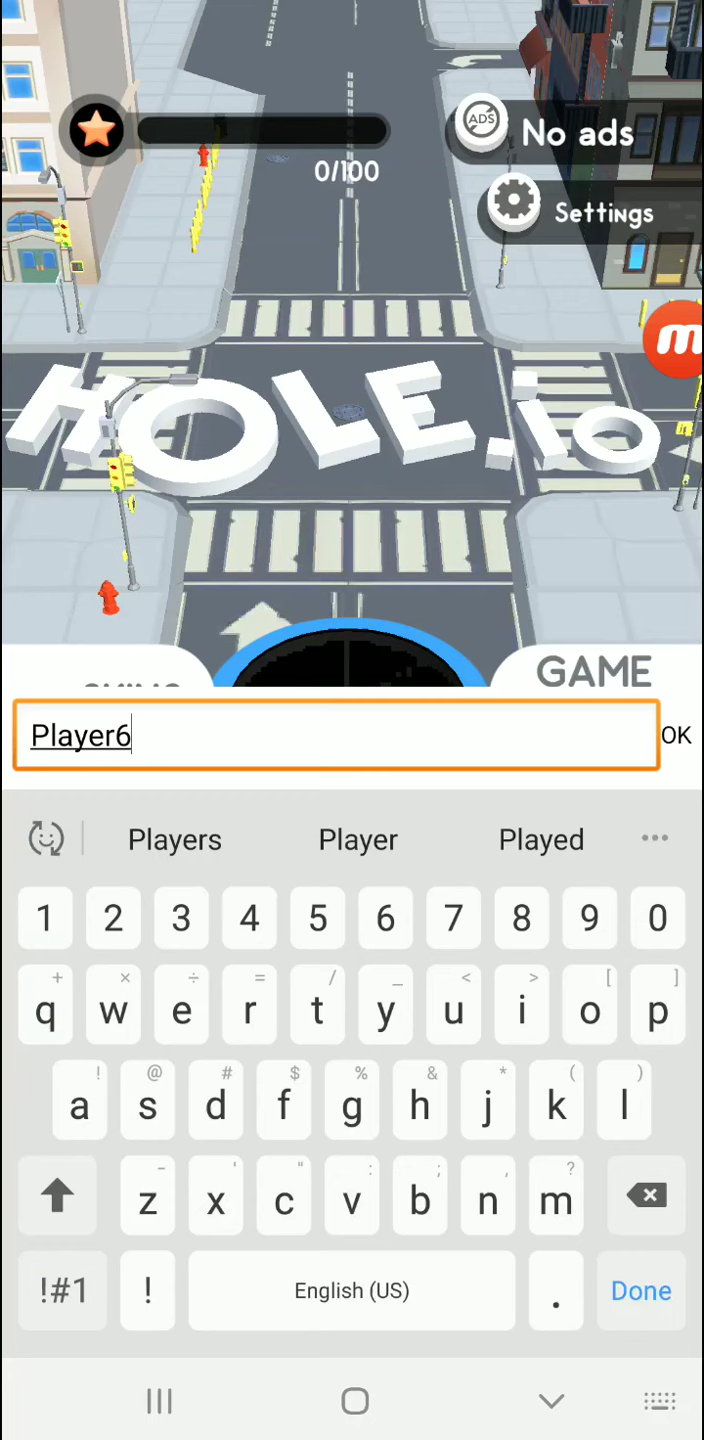 ADS
No ads
0/100
Settings
HOLE.io
GAME
Player6
OK
Players Player Played
1 2 3 4 5 6 7 8 9 0
+ × ÷ = / _ < > [ ]
q w e r t y u i o p
! @ # $ % & * ( )
a s d f g h j k l
- ' " : ; , ?
z x c v b n m
!#1 ! English (US) . Done